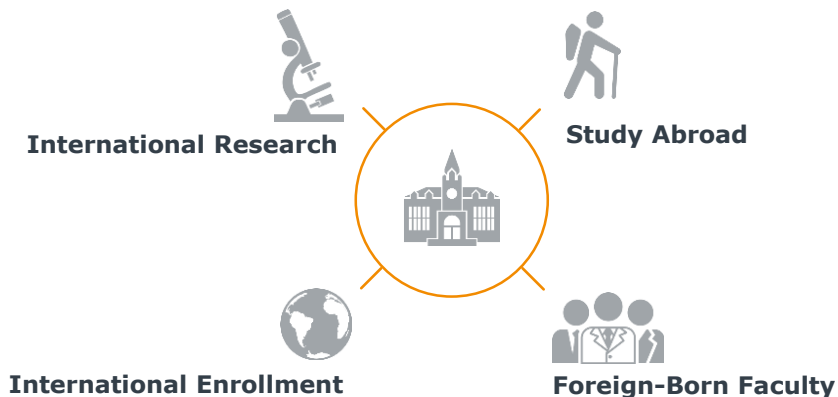 International Research
Study Abroad
International Enrollment
Foreign-Born Faculty